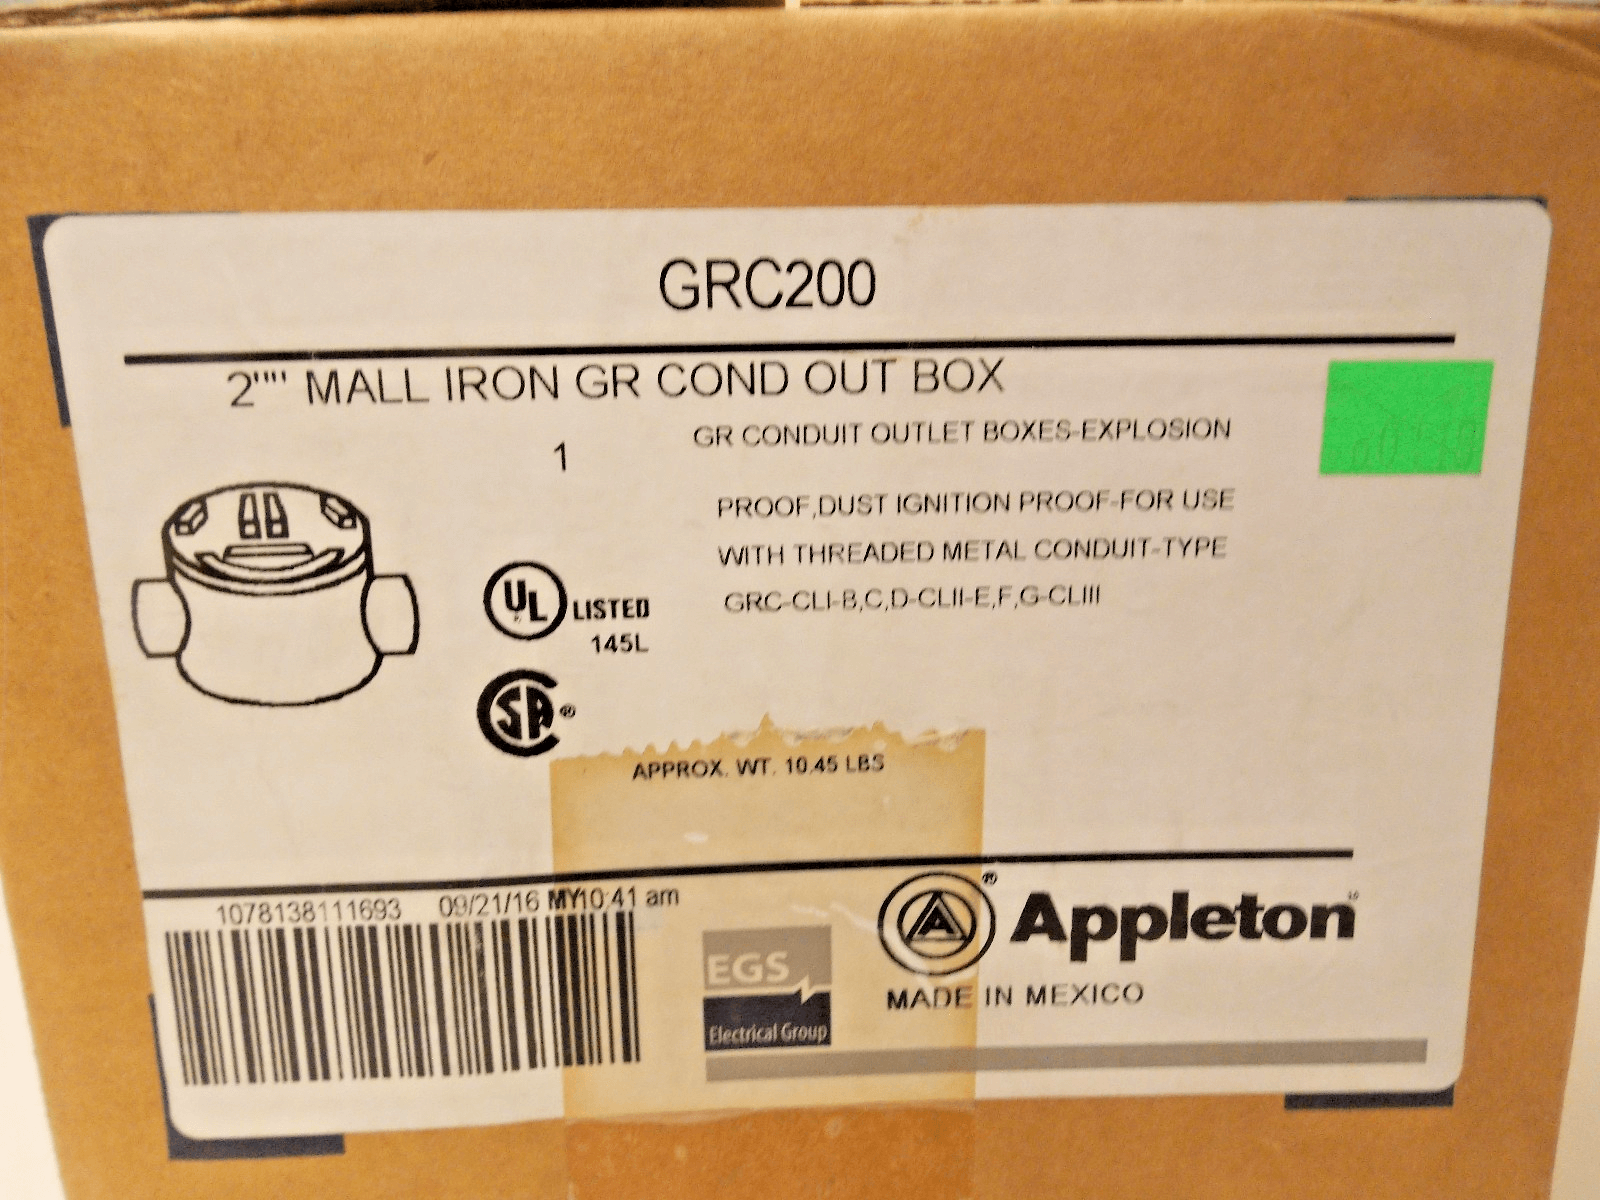 GRC200
2"" MALL IRON GR COND OUT BOX
1
GR CONDUIT OUTLET BOXES-EXPLOSION
PROOF,DUST IGNITION PROOF-FOR USE
WITH THREADED METAL CONDUIT-TYPE
GRC-CLI-B,C,D-CLII-E,F,G-CLIII
UL LISTED
145L
CSA ®
APPROX. WT. 10.45 LBS
1078138111693 09/21/16 MY10:41 am
EGS
Electrical Group
A ® Appleton
MADE IN MEXICO